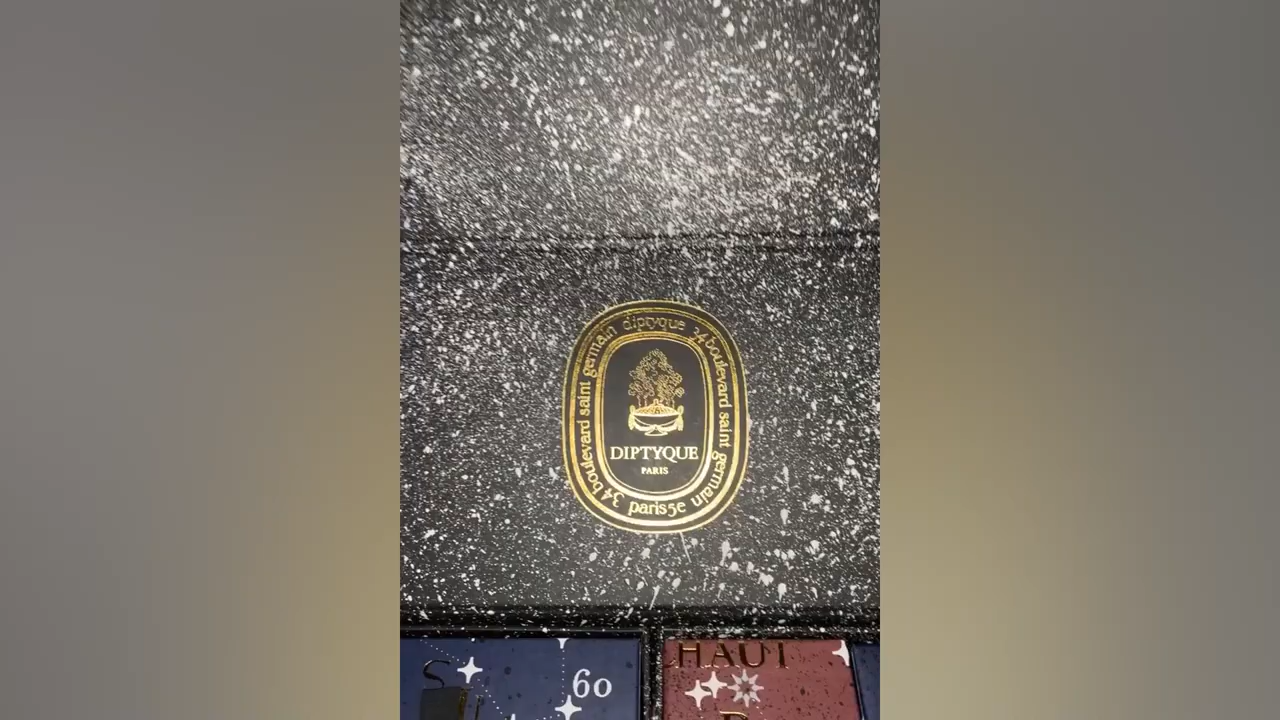 diptyque 34 boulevard saint germain paris5e 34 boulevard saint germain
DIPTYQUE
PARIS
S
60
HAUT